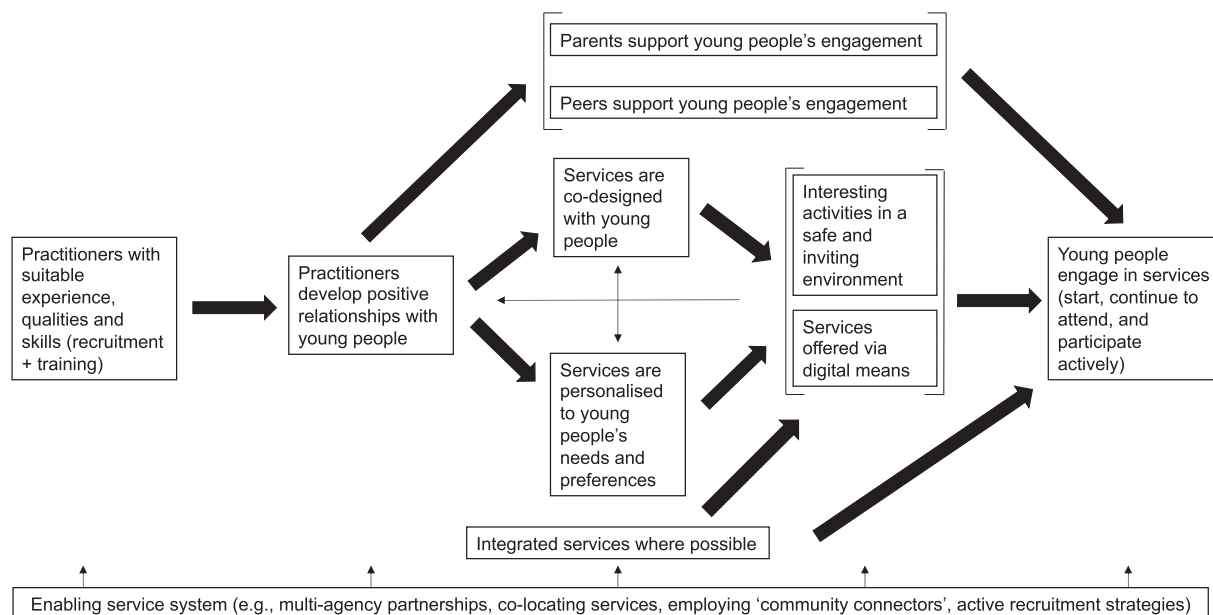 Parents support young people’s engagement
Peers support young people’s engagement
Services are
co-designed
with young
people
Interesting
activities in a
safe and
inviting
environment
Practitioners with
suitable
experience,
qualities and
skills (recruitment
+ training)
Practitioners
develop positive
relationships with
young people
Young people
engage in services
(start, continue to
attend, and
participate
actively)
Services
offered via
digital means
Services are
personalised
to young
people’s
needs and
preferences
Integrated services where possible
Enabling service system (e.g., multi-agency partnerships, co-locating services, employing ‘community connectors’, active recruitment strategies)